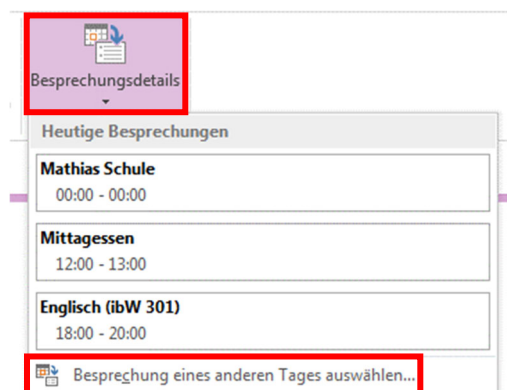 Besprechungsdetails
Heutige Besprechungen
Mathias Schule
00:00 - 00:00
Mittagessen
12:00 - 13:00
Englisch (ibW 301)
18:00 - 20:00
Besprechung eines anderen Tages auswählen...